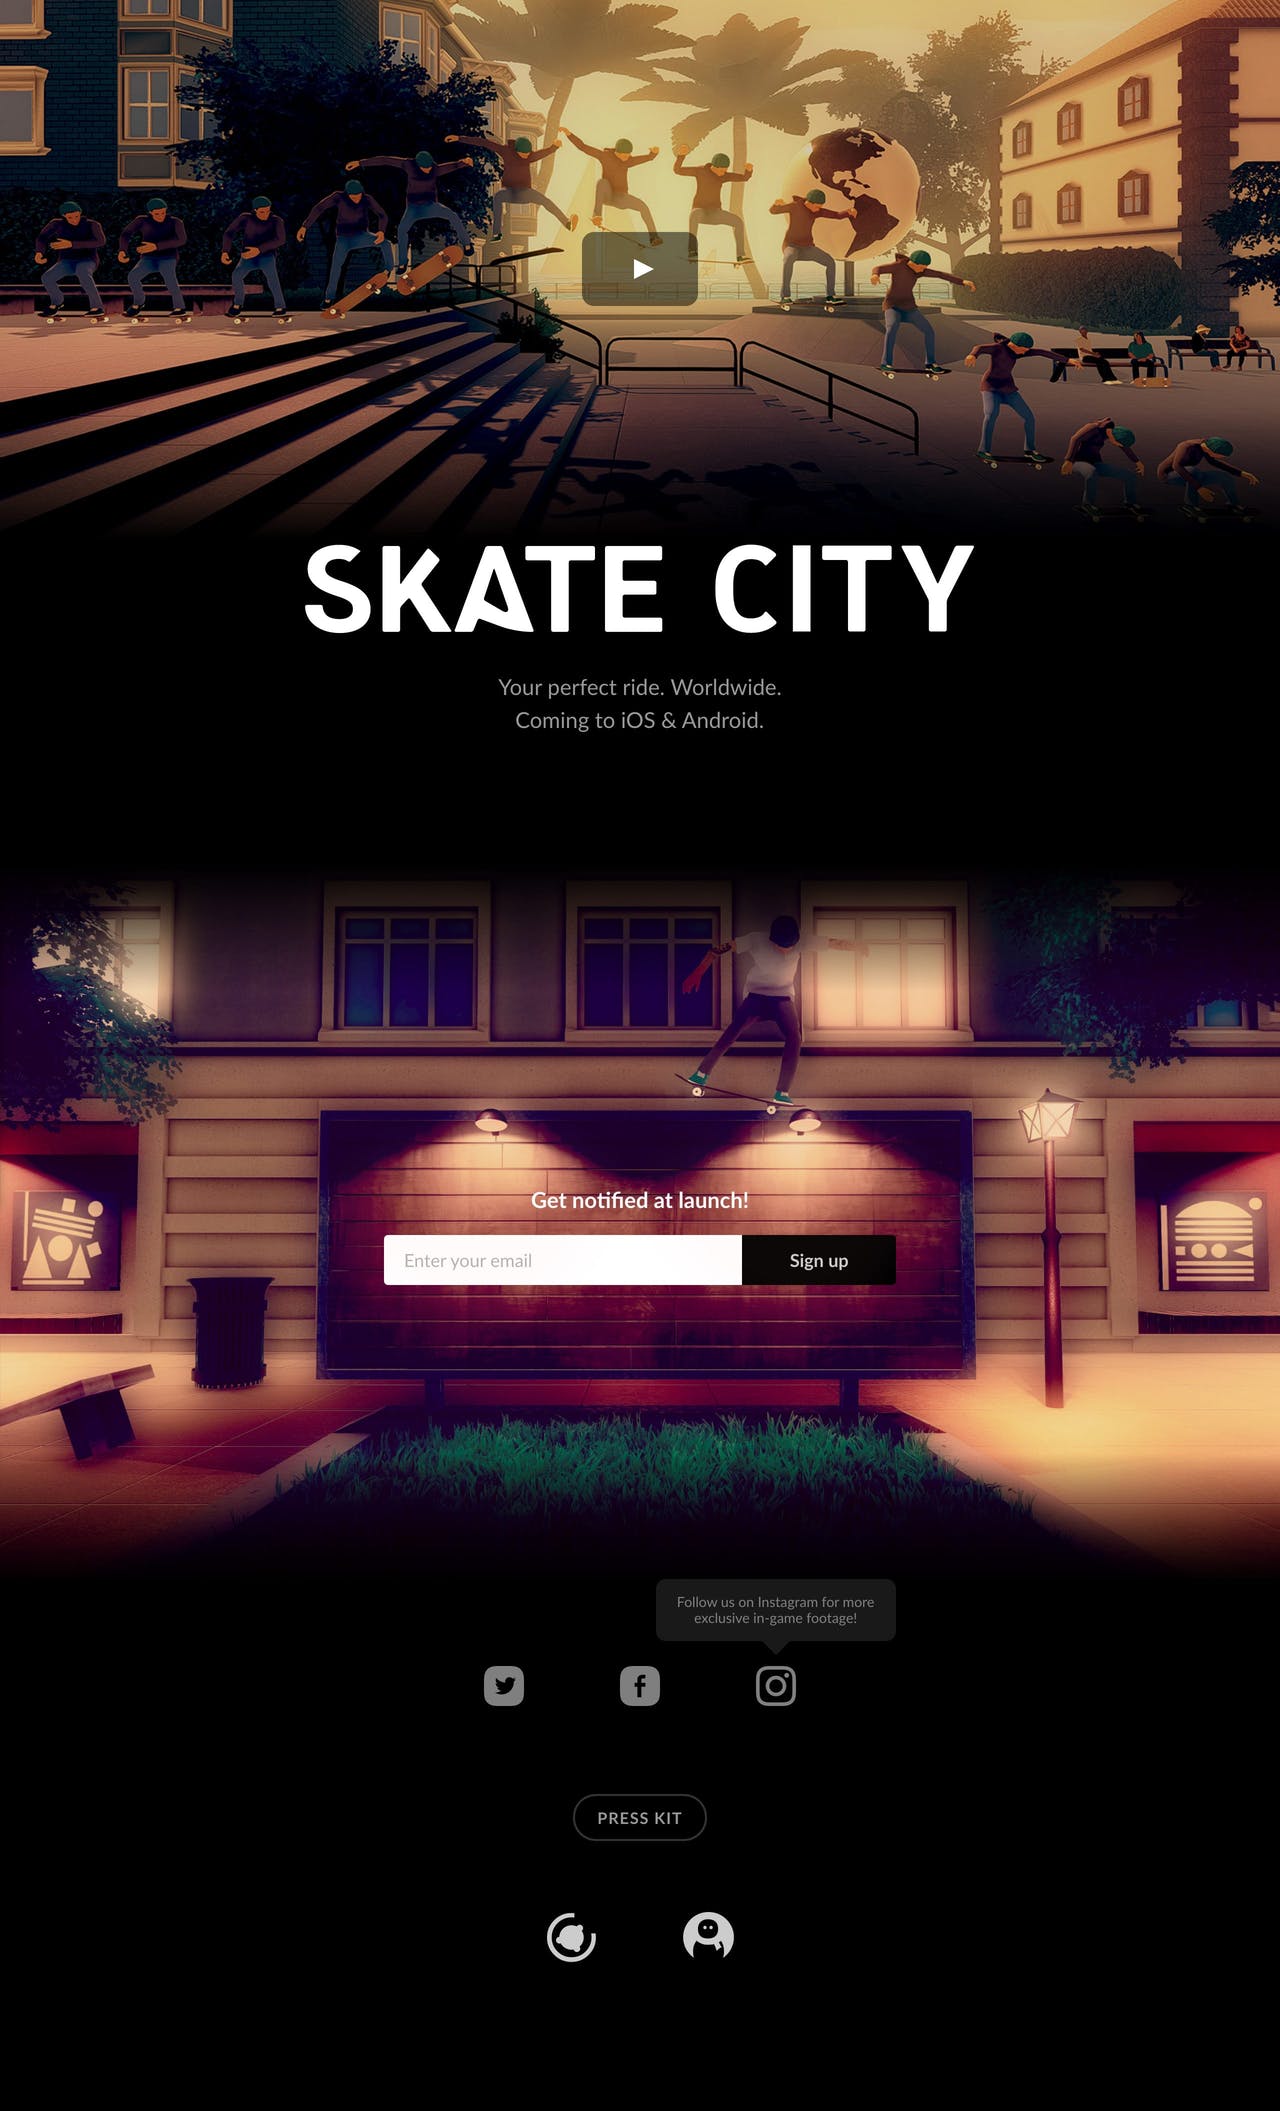 SKATE CITY
Your perfect ride. Worldwide.
Coming to iOS & Android.
Get notified at launch!
Enter your email
Sign up
Follow us on Instagram for more
exclusive in-game footage!
PRESS KIT